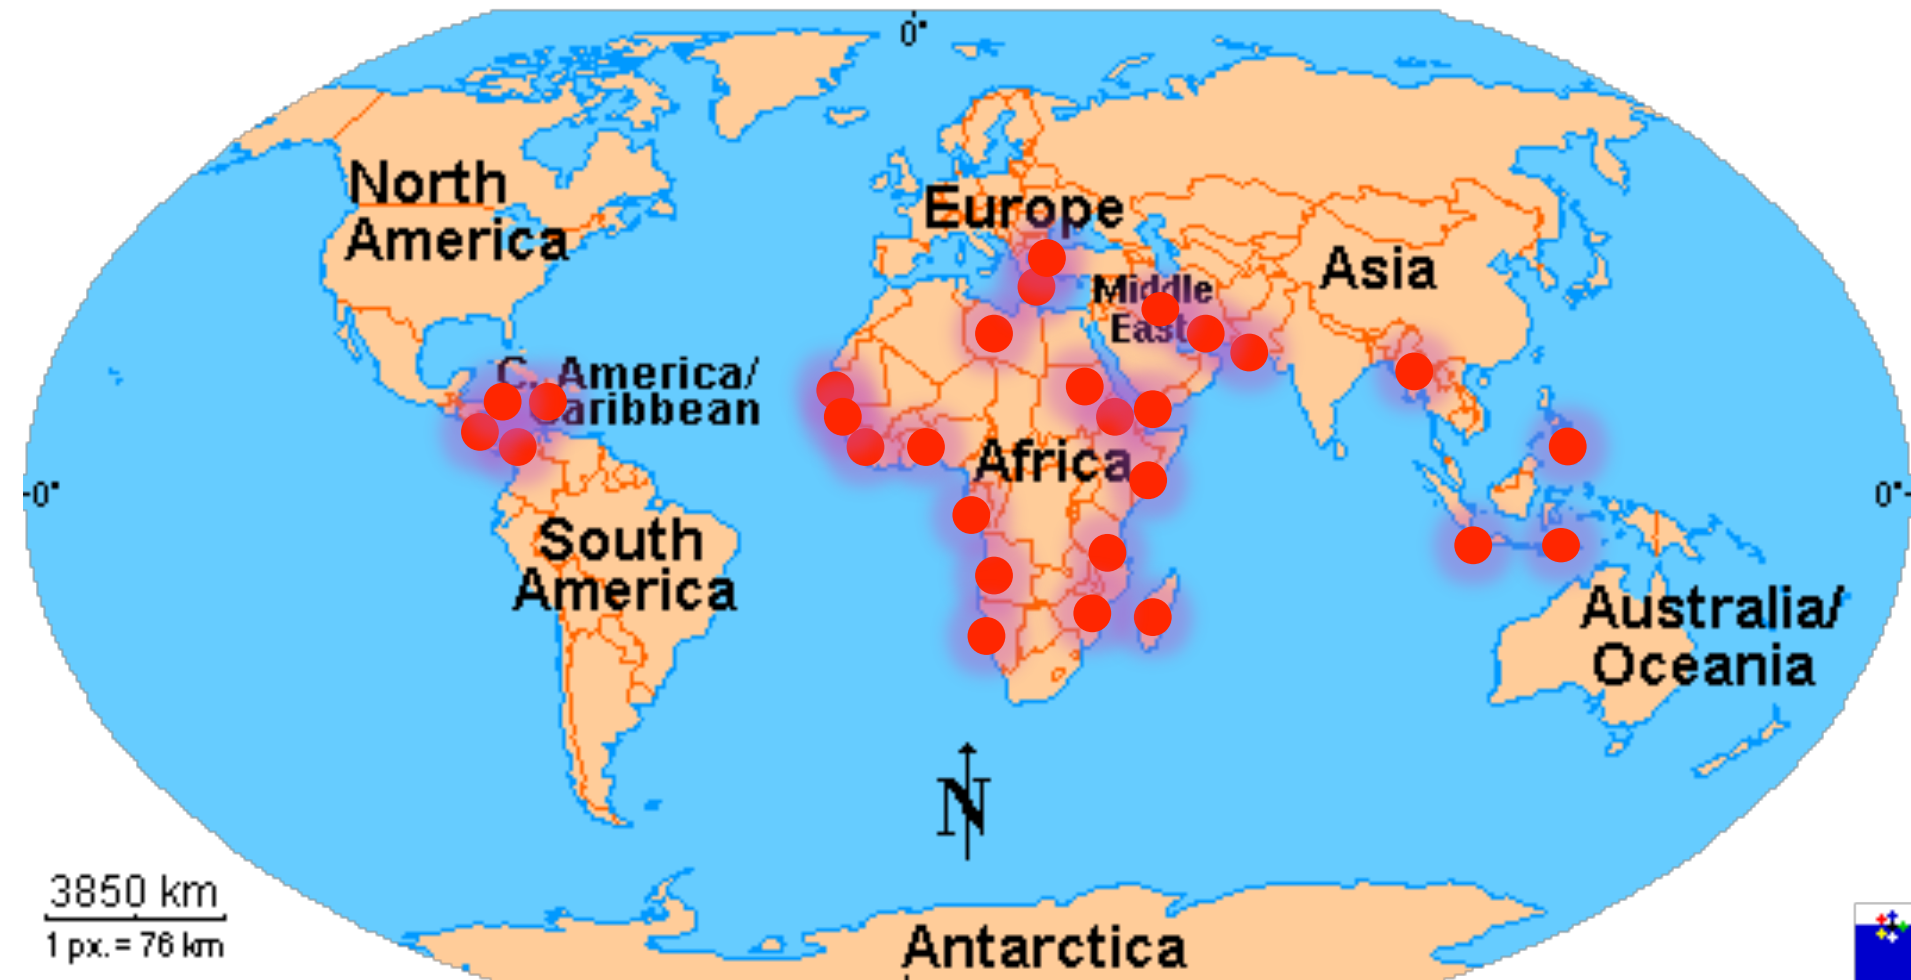 0°
North
America
Europe
Asia
Middle
East
C. America/
Caribbean
Africa
0°
0°
South
America
Australia/
Oceania
N
3850 km
1 px. = 76 km
Antarctica